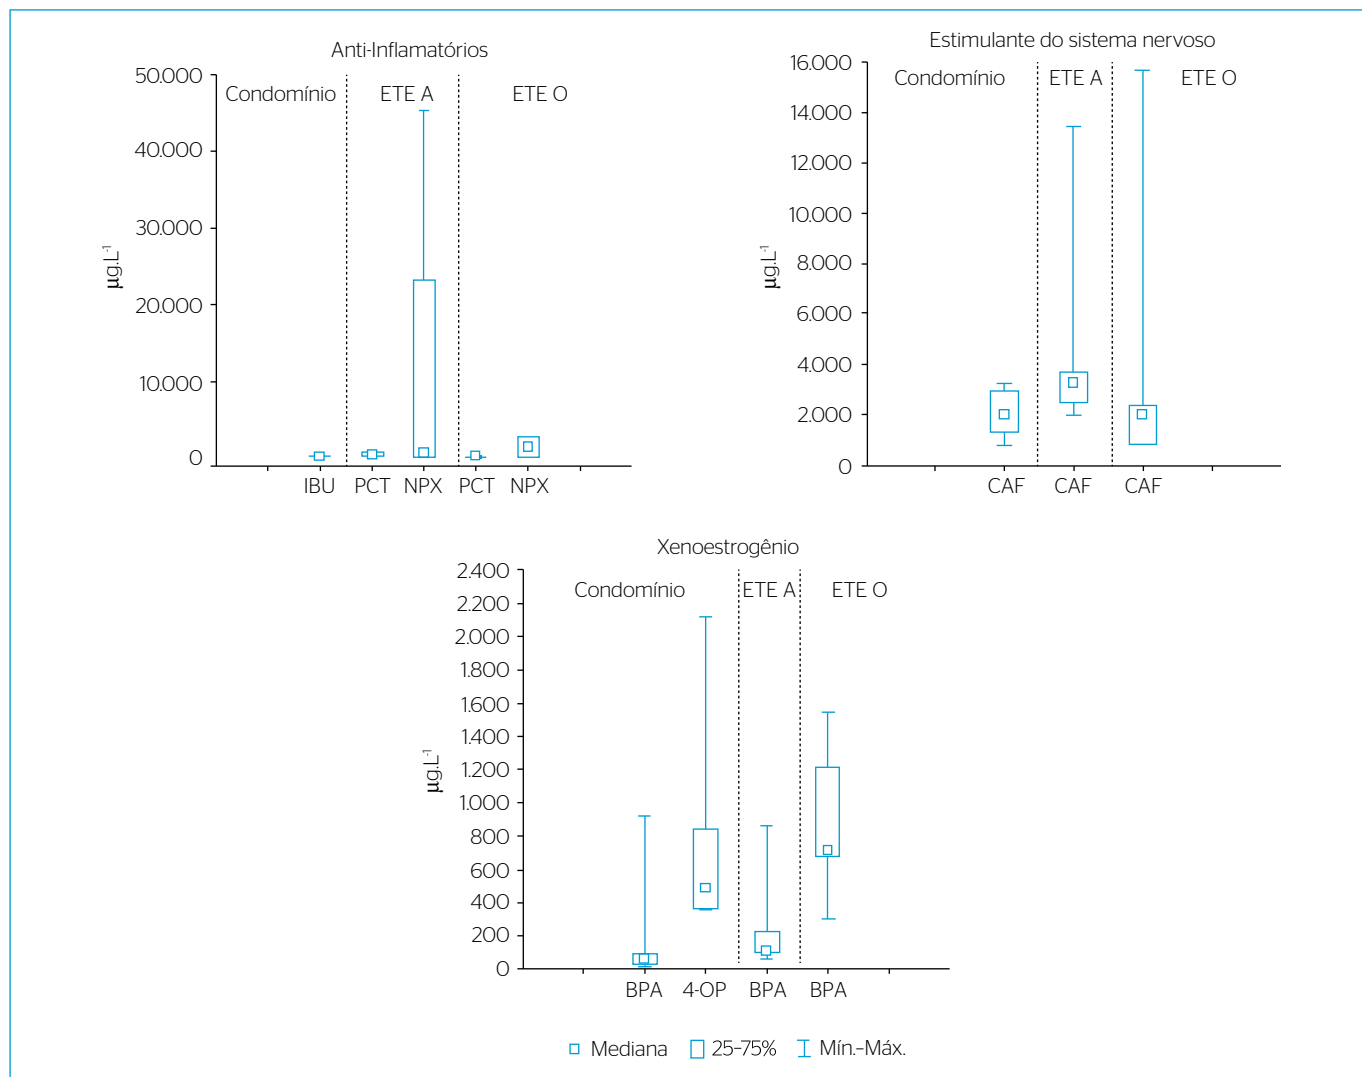 Anti-Inflamatórios
50.000
40.000
30.000
20.000
10.000
0
µg.L-1
Condomínio
ETE A
ETE O
IBU PCT NPX PCT NPX
Estimulante do sistema nervoso
16.000
14.000
12.000
10.000
8.000
6.000
4.000
2.000
0
µg.L-1
Condomínio
ETE A
ETE O
CAF CAF CAF
Xenoestrogênio
2.400
2.200
2.000
1.800
1.600
1.400
1.200
1.000
800
600
400
200
0
µg.L-1
Condomínio
ETE A
ETE O
BPA 4-OP BPA BPA
Mediana 25-75% Mín.-Máx.